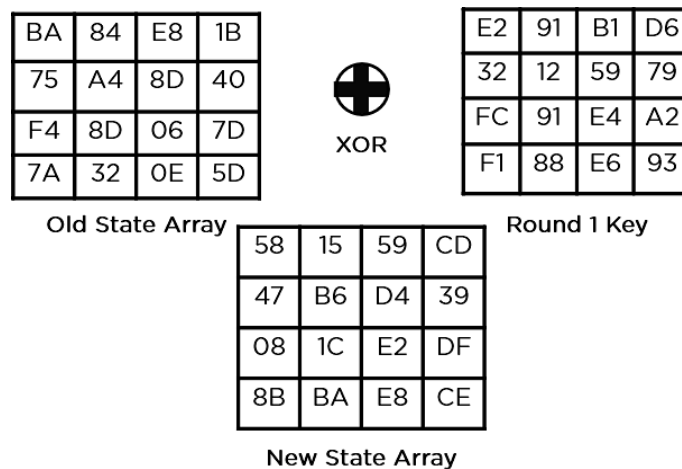 BA 84 E8 1B
75 A4 8D 40
F4 8D 06 7D
7A 32 0E 5D
Old State Array
XOR
E2 91 B1 D6
32 12 59 79
FC 91 E4 A2
F1 88 E6 93
Round 1 Key
58 15 59 CD
47 B6 D4 39
08 1C E2 DF
8B BA E8 CE
New State Array